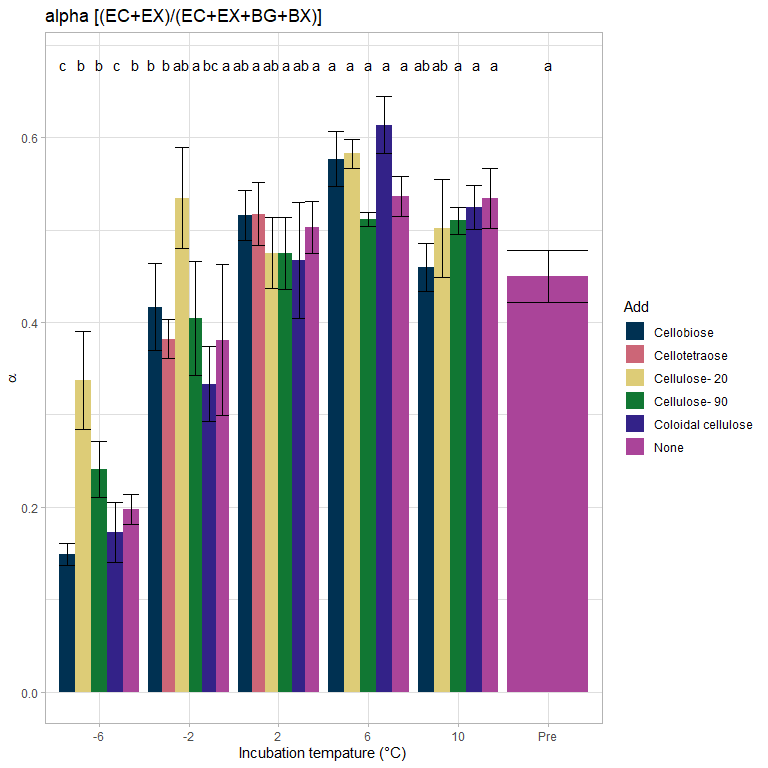 alpha [(EC+EX)/(EC+EX+BG+BX)]
c b b c b b b ab a bc a ab a ab a ab a a a a a a ab ab a a a a
0.6
0.4
0.2
0.0
α
-6 -2 2 6 10 Pre
Incubation tempature (°C)
Add
Cellobiose
Cellotetraose
Cellulose- 20
Cellulose- 90
Coloidal cellulose
None